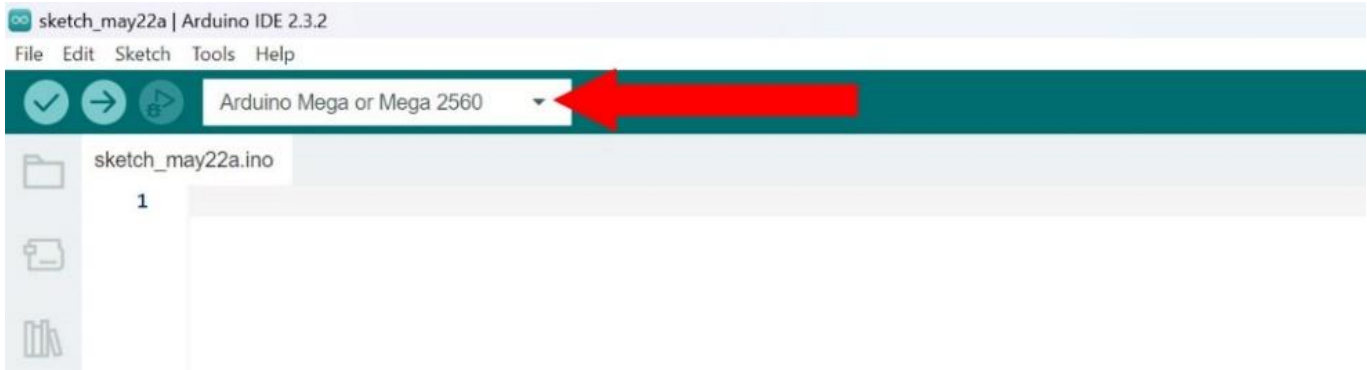 sketch_may22a | Arduino IDE 2.3.2
File Edit Sketch Tools Help
Arduino Mega or Mega 2560
sketch_may22a.ino
1